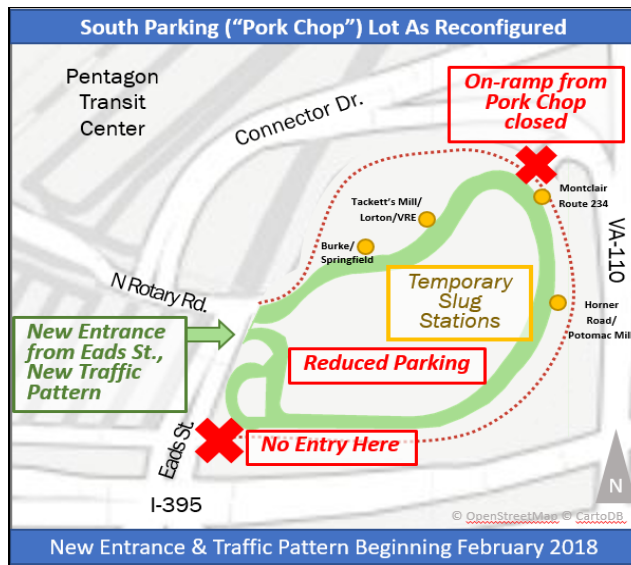 South Parking (“Pork Chop”) Lot As Reconfigured
Pentagon
Transit
Center
Connector Dr.
On-ramp from
Pork Chop
closed
Montclair
Route 234
Tackett's Mill/
Lorton/VRE
Burke/
Springfield
VA-110
N Rotary Rd.
Temporary
Slug
Stations
Horner
Road/
Potomac Mill
New Entrance
from Eads St.,
New Traffic
Pattern
Reduced Parking
Eads St
No Entry Here
I-395
N
© OpenStreetMap © CartoDB
New Entrance & Traffic Pattern Beginning February 2018